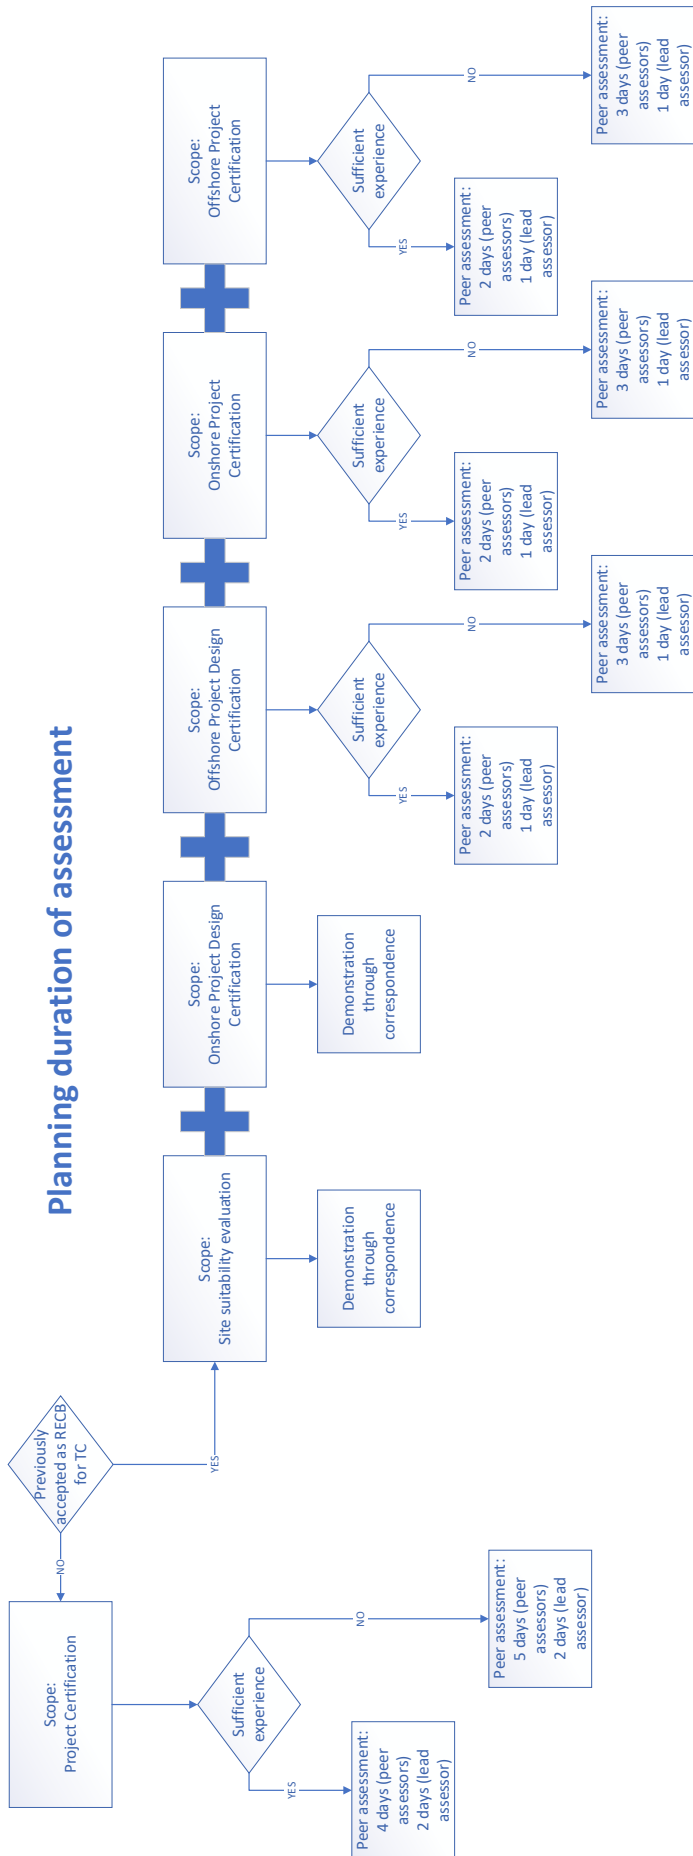 Planning duration of assessment
Previously
accepted as RECB
for TC
NO
YES
Scope:
Project Certification
Sufficient
experience
YES
NO
Peer assessment:
4 days (peer
assessors)
2 days (lead
assessor)
Peer assessment:
5 days (peer
assessors)
2 days (lead
assessor)
Scope:
Site suitability evaluation
Demonstration
through
correspondence
Scope:
Onshore Project Design
Certification
Demonstration
through
correspondence
Scope:
Offshore Project Design
Certification
Sufficient
experience
YES
NO
Peer assessment:
2 days (peer
assessors)
1 day (lead
assessor)
Peer assessment:
3 days (peer
assessors)
1 day (lead
assessor)
Scope:
Onshore Project
Certification
Sufficient
experience
YES
NO
Peer assessment:
2 days (peer
assessors)
1 day (lead
assessor)
Peer assessment:
3 days (peer
assessors)
1 day (lead
assessor)
Scope:
Offshore Project
Certification
Sufficient
experience
YES
NO
Peer assessment:
2 days (peer
assessors)
1 day (lead
assessor)
Peer assessment:
3 days (peer
assessors)
1 day (lead
assessor)